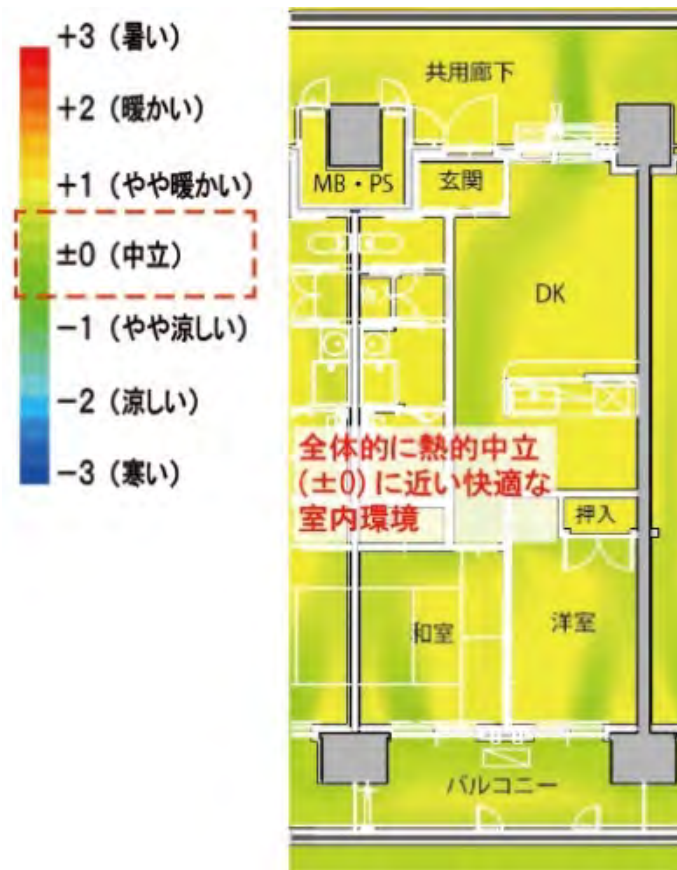 +3 (暑い)
+2 (暖かい)
+1 (やや暖かい)
±0 (中立)
−1 (やや涼しい)
−2 (涼しい)
−3 (寒い)
共用廊下
MB・PS
玄関
DK
全体的に熱的中立
(±0)に近い快適な
室内環境
押入
和室
洋室
バルコニー